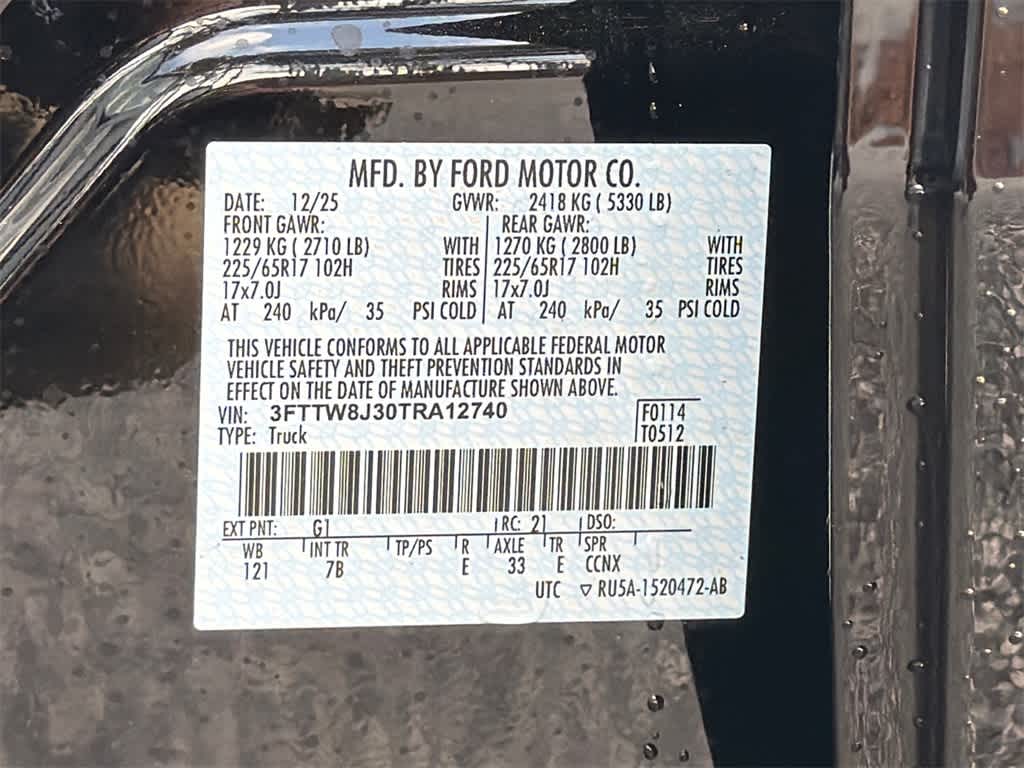 MFD. BY FORD MOTOR CO.
DATE: 12/25 GVWR: 2418 KG ( 5330 LB)
FRONT GAWR: REAR GAWR:
1229 KG ( 2710 LB) WITH 1270 KG ( 2800 LB) WITH
225/65R17 102H TIRES 225/65R17 102H TIRES
17x7.0J RIMS 17x7.0J RIMS
AT 240 kPa/ 35 PSI COLD AT 240 kPa/ 35 PSI COLD
THIS VEHICLE CONFORMS TO ALL APPLICABLE FEDERAL MOTOR
VEHICLE SAFETY AND THEFT PREVENTION STANDARDS IN
EFFECT ON THE DATE OF MANUFACTURE SHOWN ABOVE.
VIN: 3FTTW8J30TRA12740 F0114
TYPE: Truck T0512
EXT PNT: G1 RC: 21 DSO:
WB INT TR TP/PS R AXLE TR SPR
121 7B E 33 E CCNX
UTC ▽ RU5A-1520472-AB